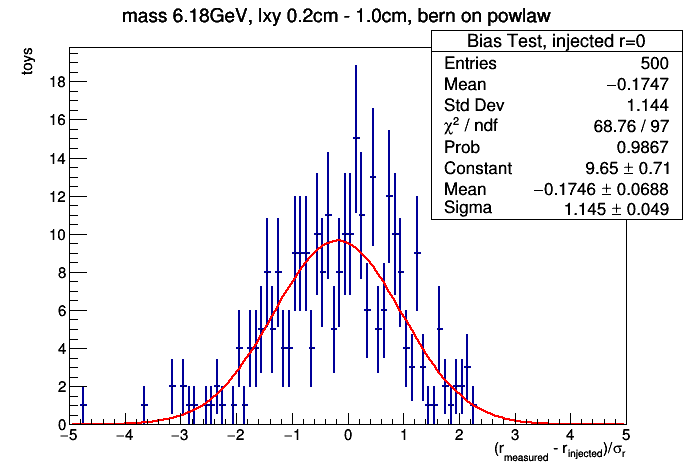 mass 6.18GeV, lxy 0.2cm - 1.0cm, bern on powlaw
Bias Test, injected r=0
Entries 500
Mean −0.1747
Std Dev 1.144
χ² / ndf 68.76 / 97
Prob 0.9867
Constant 9.65 ± 0.71
Mean −0.1746 ± 0.0688
Sigma 1.145 ± 0.049
toys
18
16
14
12
10
8
6
4
2
0
−5 −4 −3 −2 −1 0 1 2 3 4 5
(r_measured - r_injected)/σ_r